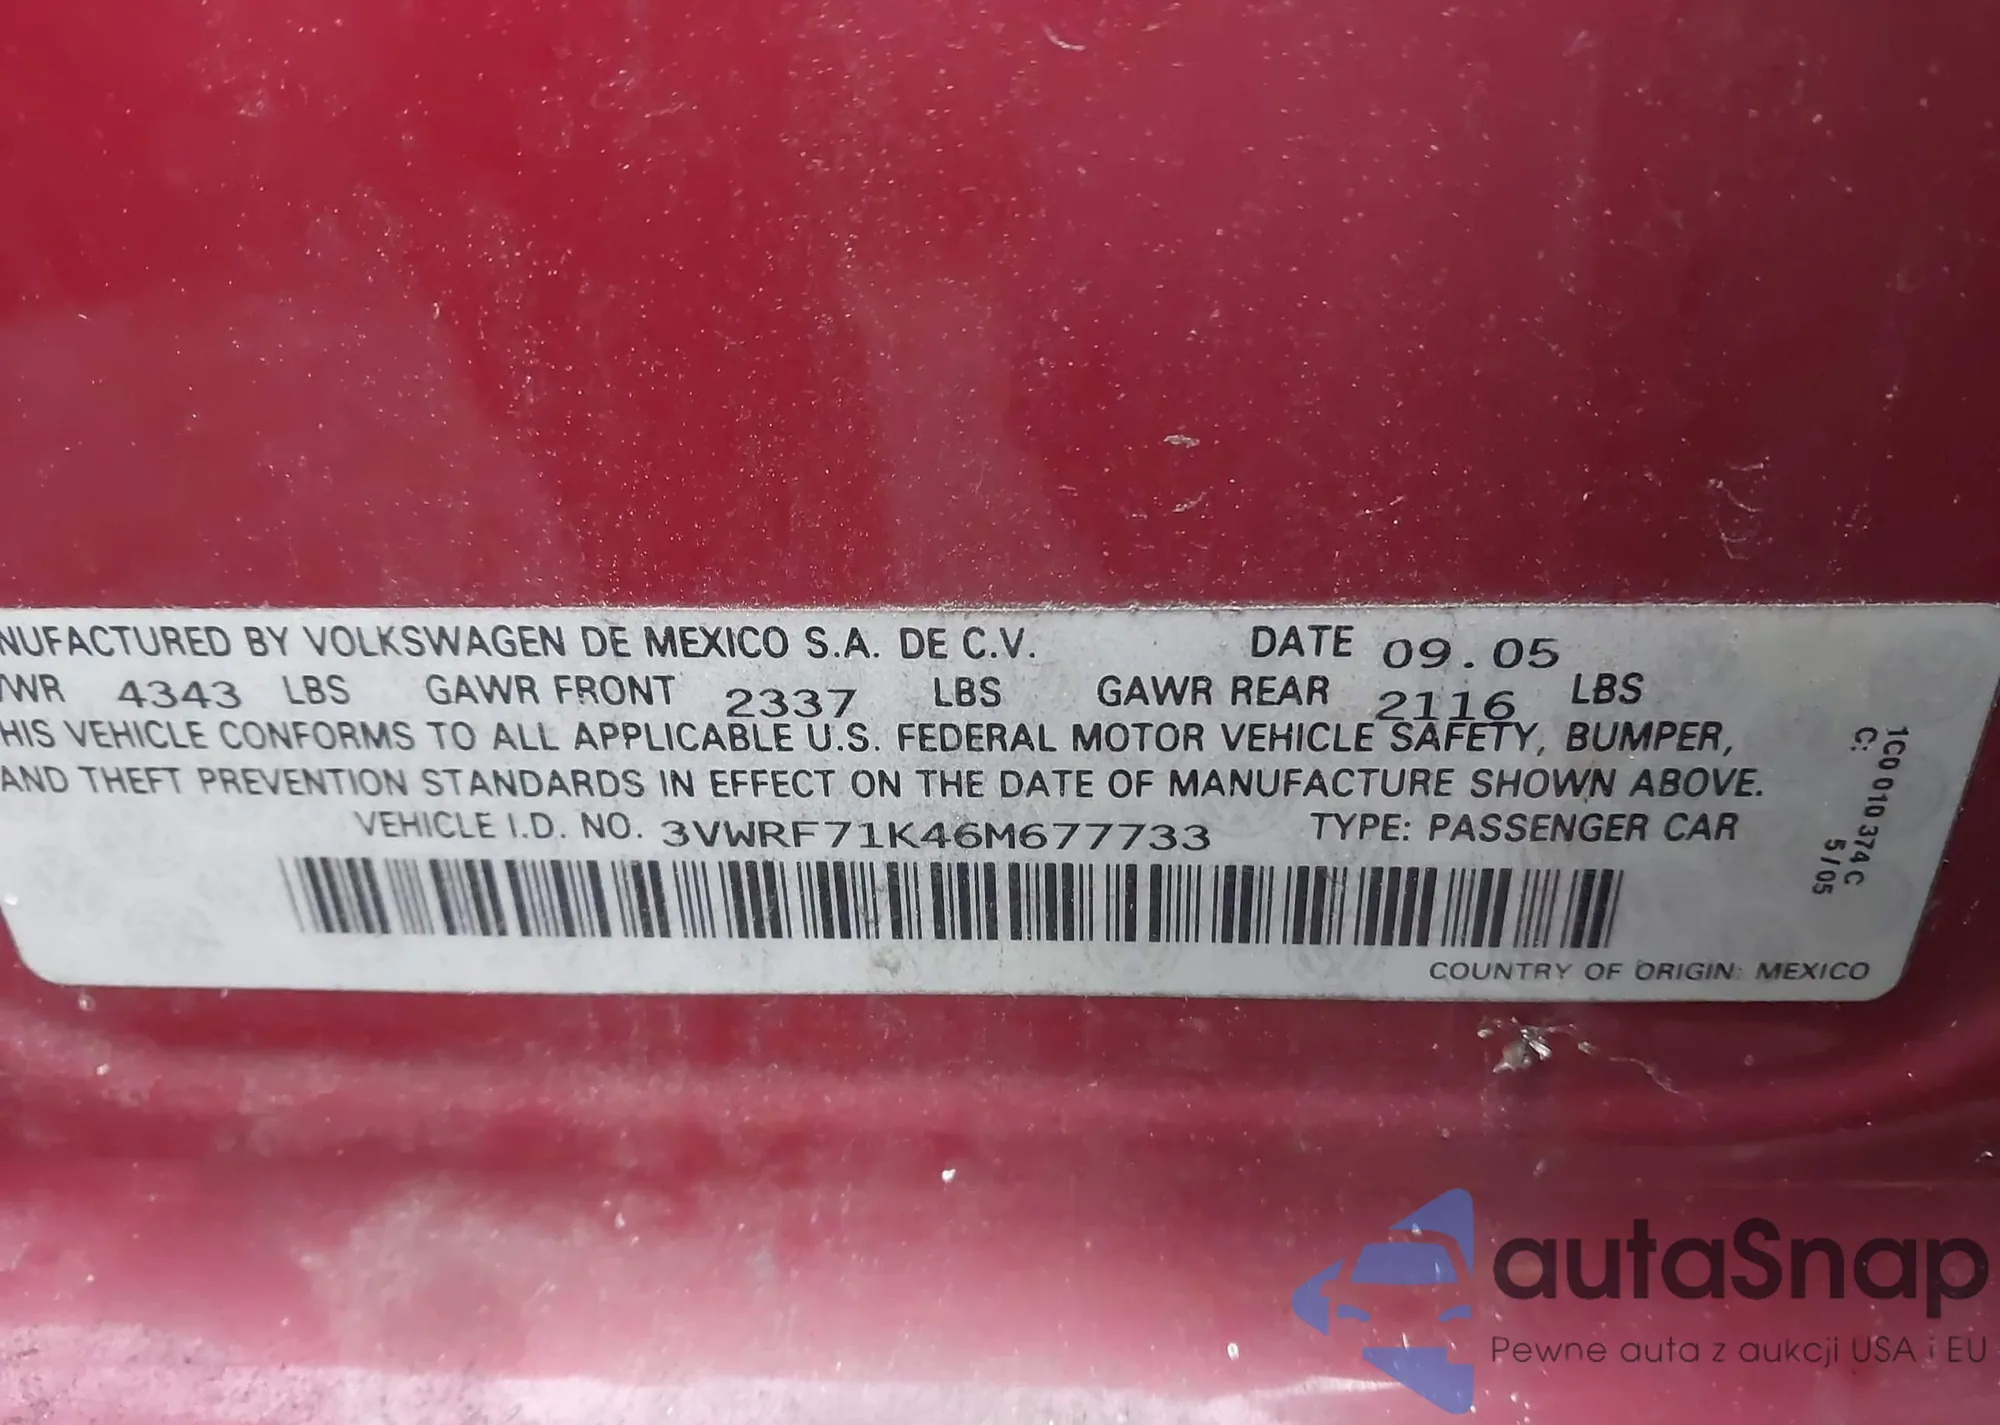 NUFACTURED BY VOLKSWAGEN DE MEXICO S.A. DE C.V. DATE 09.05
WR 4343 LBS GAWR FRONT 2337 LBS GAWR REAR 2116 LBS
HIS VEHICLE CONFORMS TO ALL APPLICABLE U.S. FEDERAL MOTOR VEHICLE SAFETY, BUMPER,
AND THEFT PREVENTION STANDARDS IN EFFECT ON THE DATE OF MANUFACTURE SHOWN ABOVE.
VEHICLE I.D. NO. 3VWRF71K46M677733 TYPE: PASSENGER CAR
COUNTRY OF ORIGIN: MEXICO
1C0 010 374 C
C: 5/05
autaSnap
Pewne auta z aukcji USA i EU